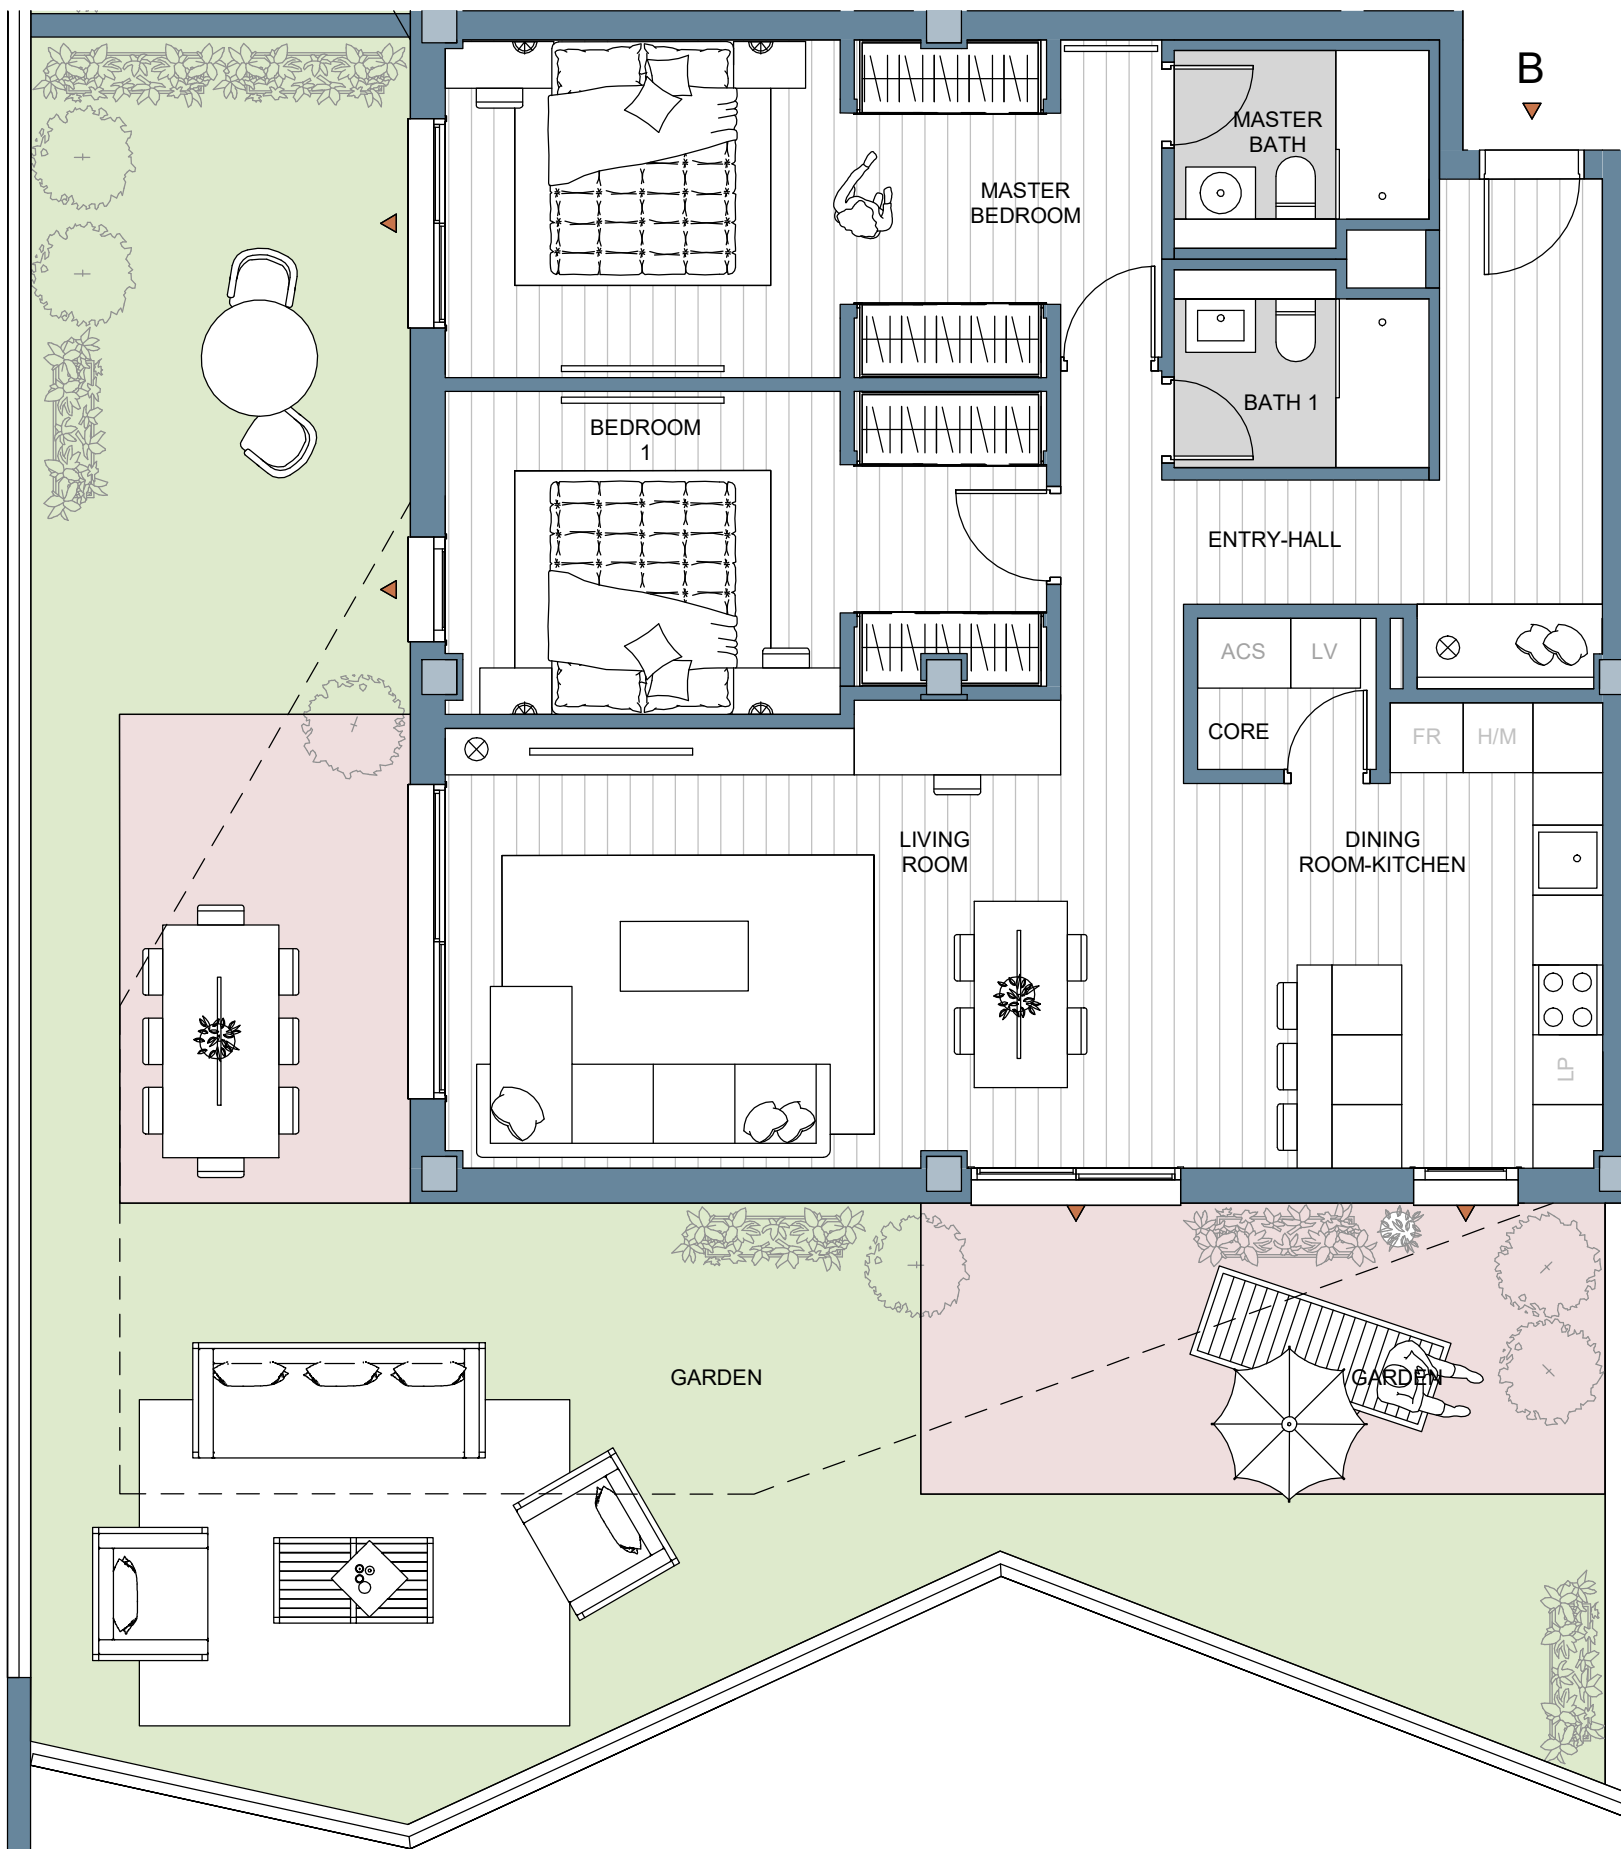 B
MASTER
BATH
MASTER
BEDROOM
BATH 1
BEDROOM
1
ENTRY-HALL
ACS
LV
CORE
FR
H/M
LIVING
ROOM
DINING
ROOM-KITCHEN
LP
GARDEN
GARDEN